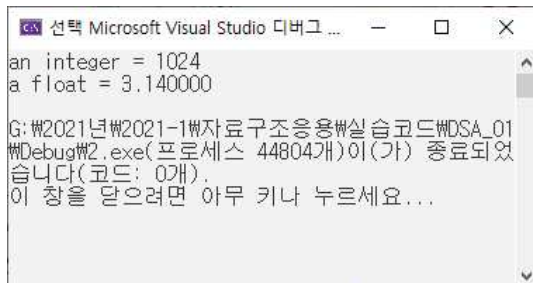 선택 Microsoft Visual Studio 디버그 ...
an integer = 1024
a float = 3.140000
G:₩2021년₩2021-1₩자료구조응용₩실습코드₩DSA_01
₩Debug₩2.exe(프로세스 44804개)이(가) 종료되었
습니다(코드: 0개).
이 창을 닫으려면 아무 키나 누르세요...